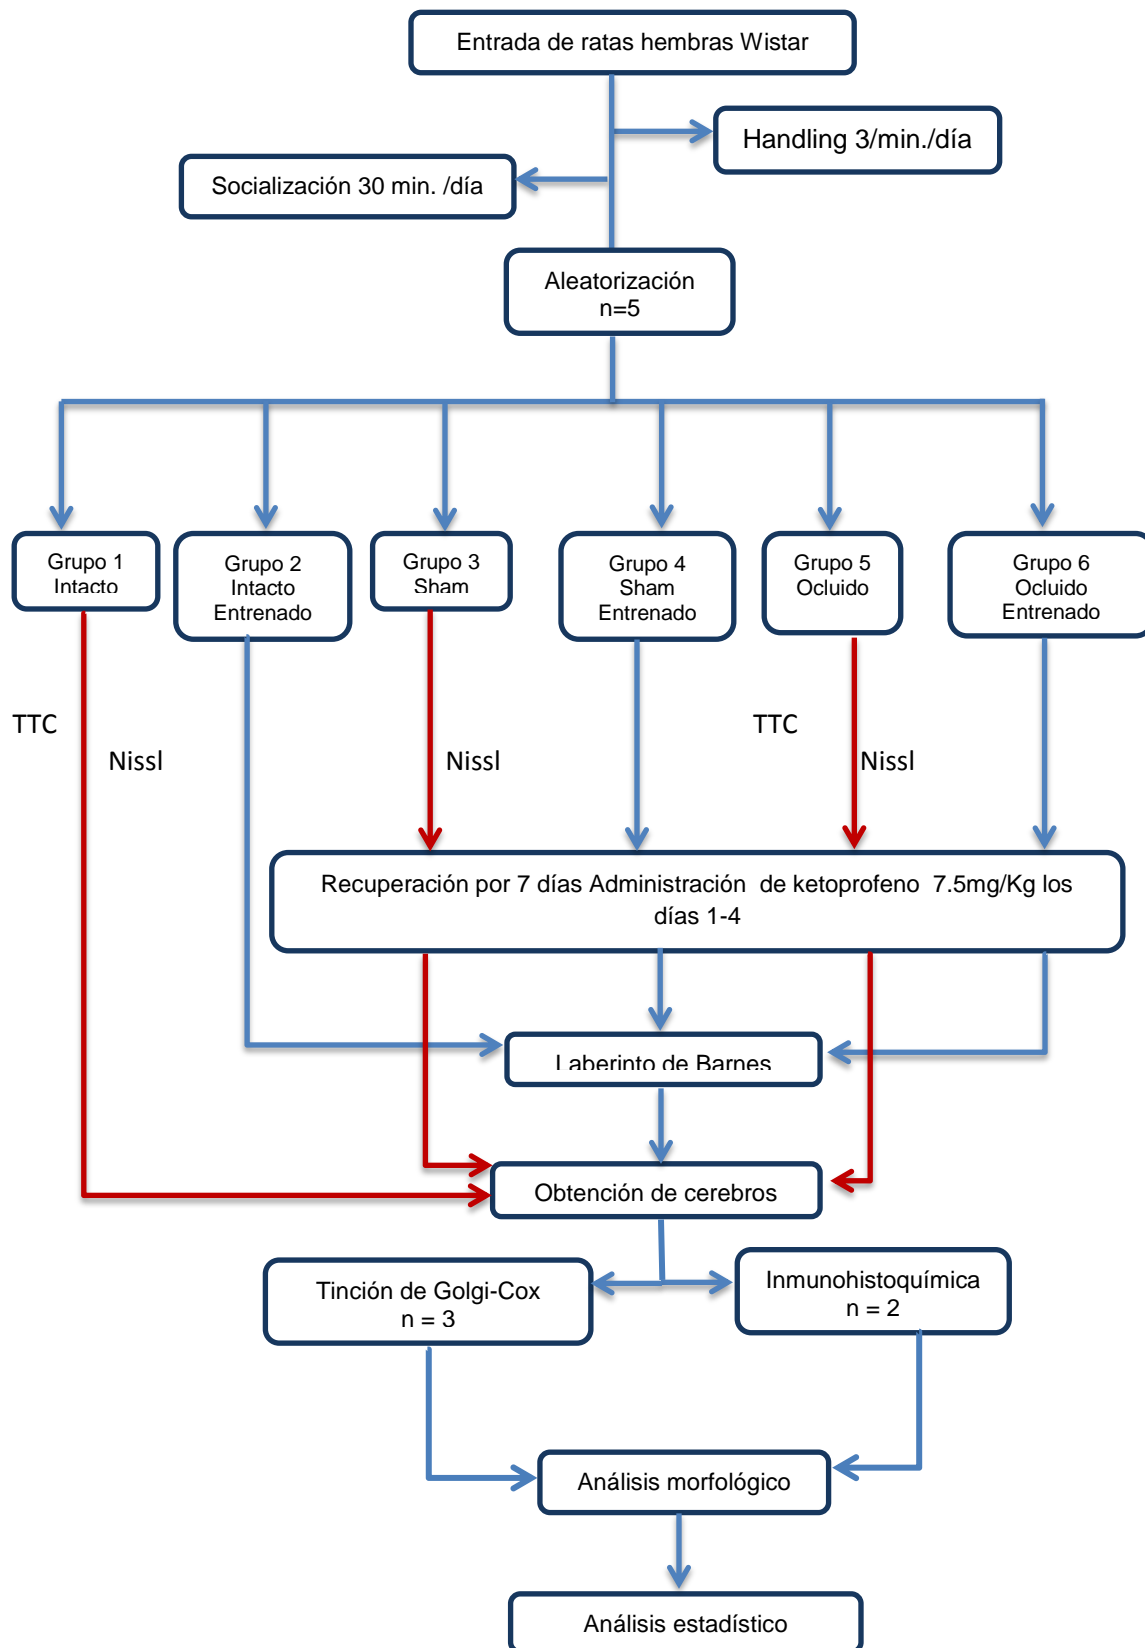 Entrada de ratas hembras Wistar
Handling 3/min./día
Socialización 30 min. /día
Aleatorización
n=5
Grupo 1
Intacto
Grupo 2
Intacto
Entrenado
Grupo 3
Sham
Grupo 4
Sham
Entrenado
Grupo 5
Ocluido
Grupo 6
Ocluido
Entrenado
TTC
Nissl
Nissl
TTC
Nissl
Recuperación por 7 días Administración de ketoprofeno 7.5mg/Kg los
días 1-4
Laberinto de Barnes
Obtención de cerebros
Tinción de Golgi-Cox
n = 3
Inmunohistoquímica
n = 2
Análisis morfológico
Análisis estadístico